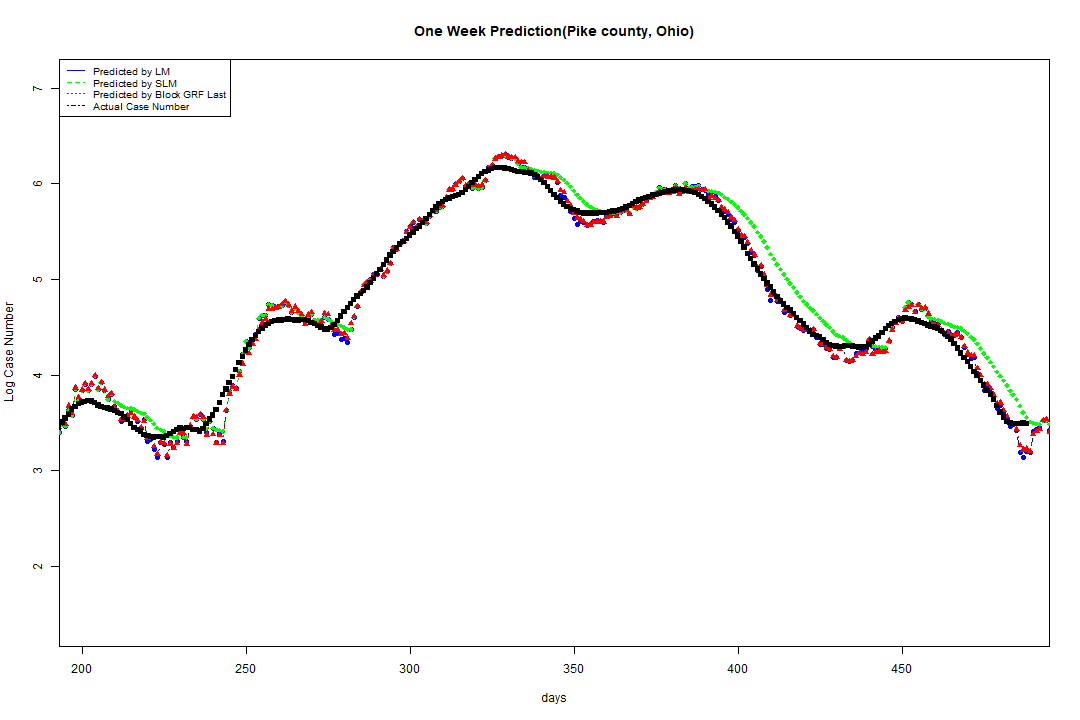 One Week Prediction(Pike county, Ohio)
Predicted by LM
Predicted by SLM
Predicted by Block GRF Last
Actual Case Number
7
6
5
4
3
2
Log Case Number
200 250 300 350 400 450
days